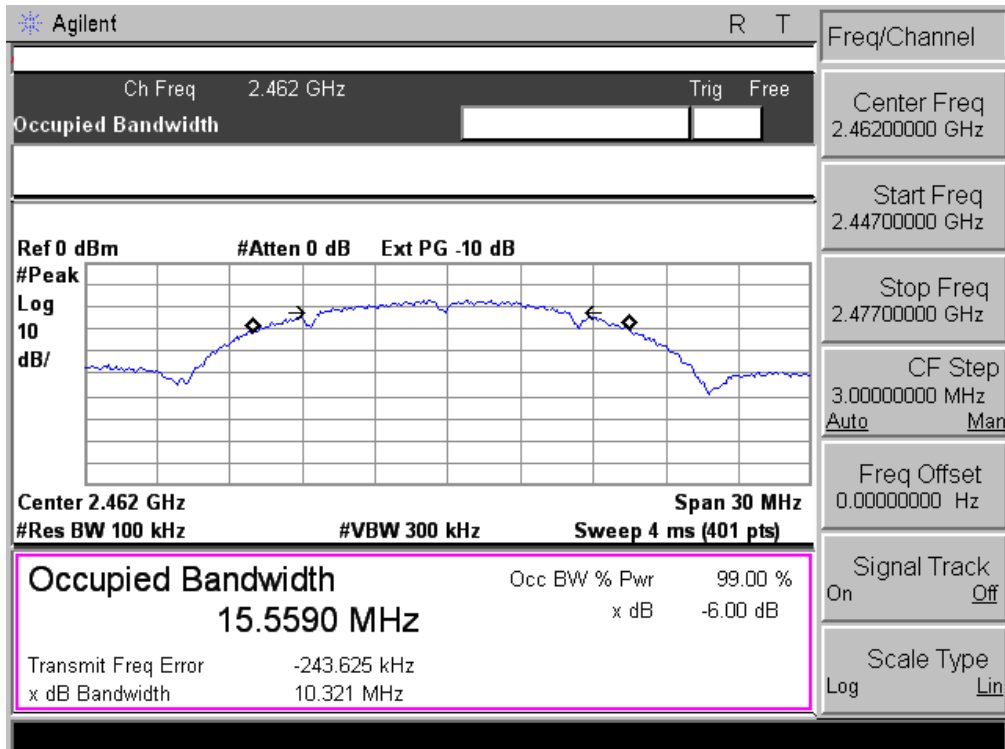 Agilent R T
Ch Freq 2.462 GHz Trig Free
Occupied Bandwidth
Ref 0 dBm #Atten 0 dB Ext PG -10 dB
#Peak
Log
10
dB/
Center 2.462 GHz Span 30 MHz
#Res BW 100 kHz #VBW 300 kHz Sweep 4 ms (401 pts)
Occupied Bandwidth Occ BW % Pwr 99.00 %
15.5590 MHz x dB -6.00 dB
Transmit Freq Error -243.625 kHz
x dB Bandwidth 10.321 MHz
Freq/Channel
Center Freq
2.46200000 GHz
Start Freq
2.44700000 GHz
Stop Freq
2.47700000 GHz
CF Step
3.00000000 MHz
Auto Man
Freq Offset
0.00000000 Hz
Signal Track
On Off
Scale Type
Log Lin